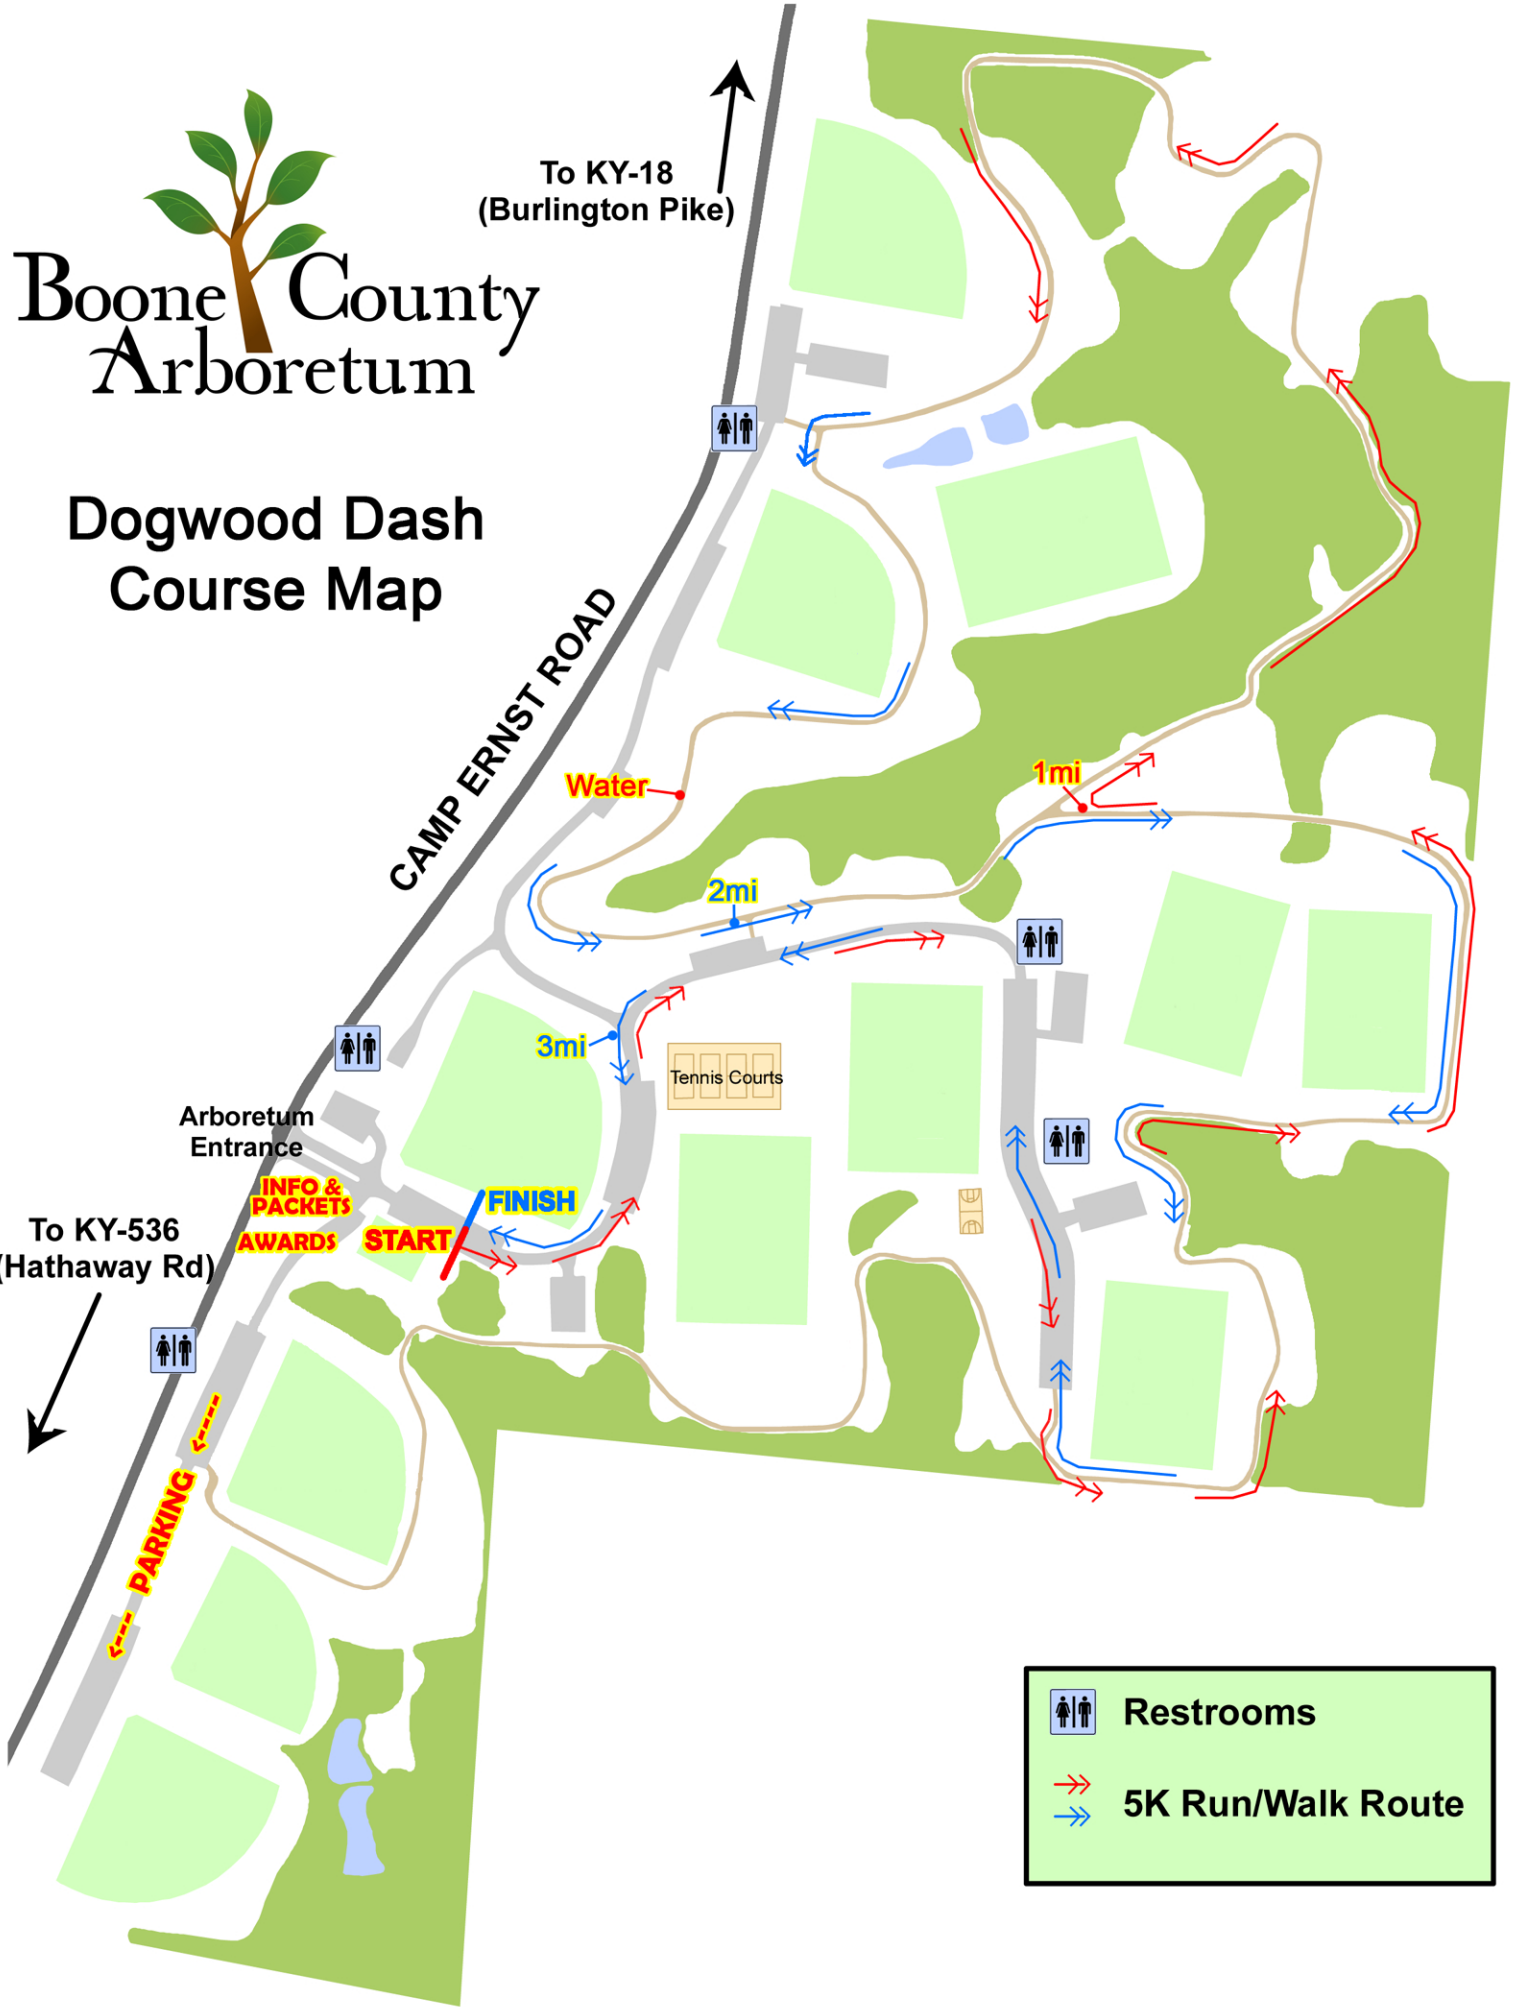 Boone County
Arboretum
To KY-18
(Burlington Pike)
Dogwood Dash
Course Map
CAMP ERNST ROAD
Water
1mi
2mi
3mi
Tennis Courts
Arboretum
Entrance
INFO &
PACKETS
AWARDS
START
FINISH
To KY-536
(Hathaway Rd)
PARKING
Restrooms
5K Run/Walk Route